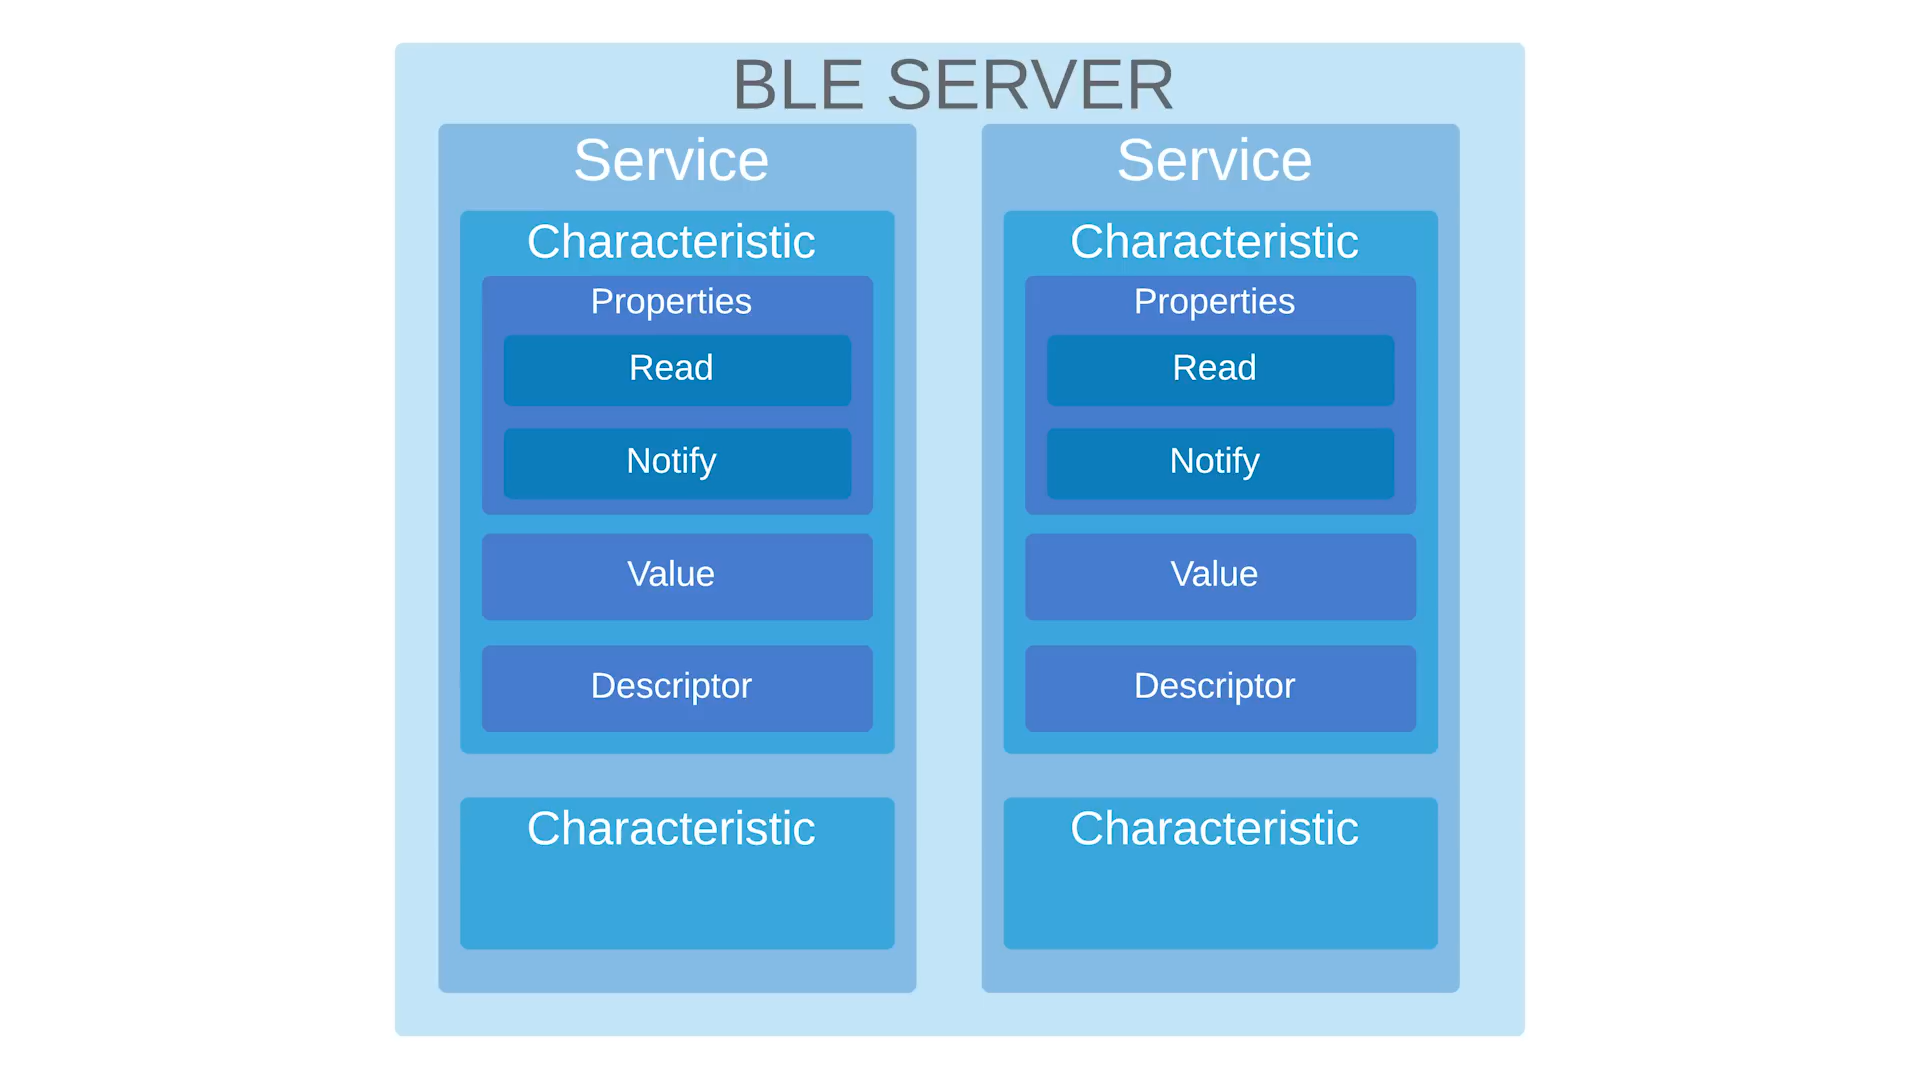 BLE SERVER
Service
Characteristic
Properties
Read
Notify
Value
Descriptor
Characteristic
Service
Characteristic
Properties
Read
Notify
Value
Descriptor
Characteristic